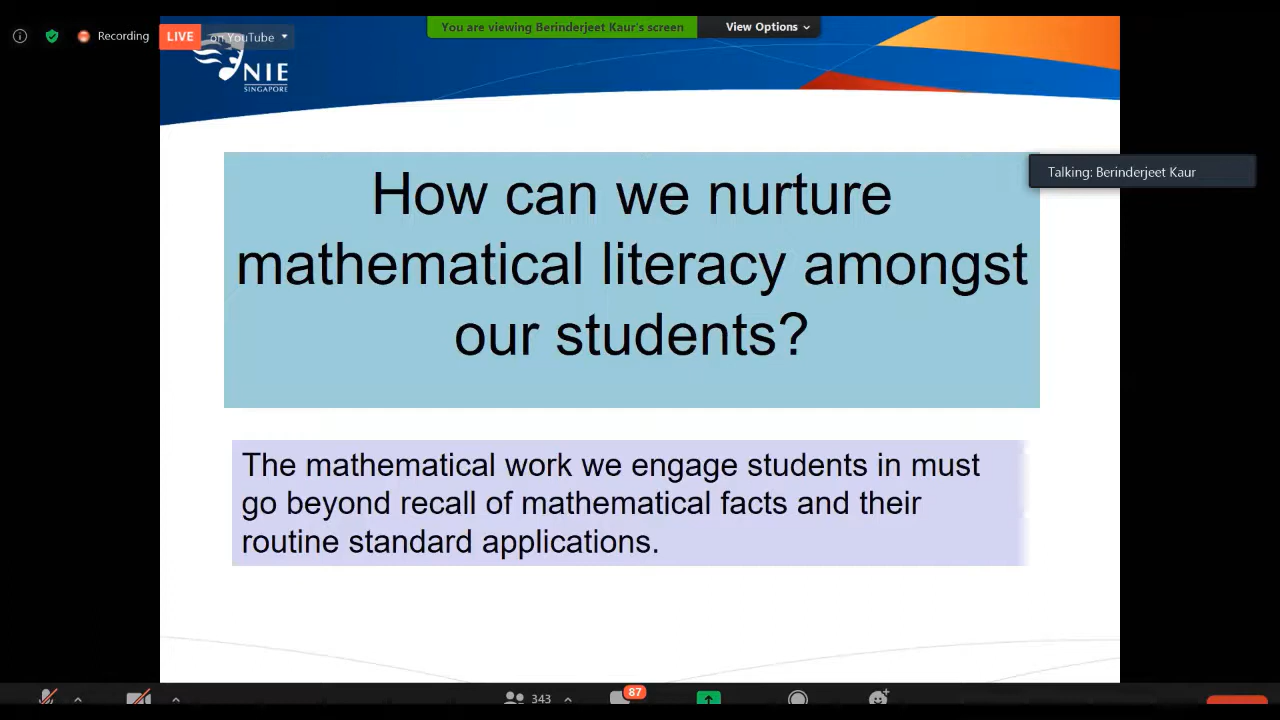 Recording
LIVE
on YouTube
You are viewing Berinderjeet Kaur's screen
View Options
NIE
SINGAPORE
Talking: Berinderjeet Kaur
How can we nurture
mathematical literacy amongst
our students?
The mathematical work we engage students in must
go beyond recall of mathematical facts and their
routine standard applications.
343
87